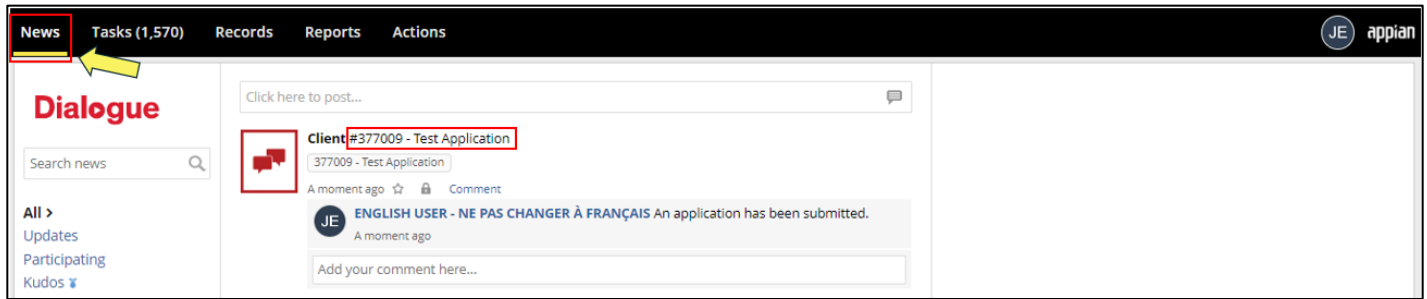 News Tasks (1,570) Records Reports Actions JE appian
Dialogue
Search news
All >
Updates
Participating
Kudos
Click here to post...
Client #377009 - Test Application
377009 - Test Application
A moment ago Comment
JE ENGLISH USER - NE PAS CHANGER À FRANÇAIS An application has been submitted.
A moment ago
Add your comment here...